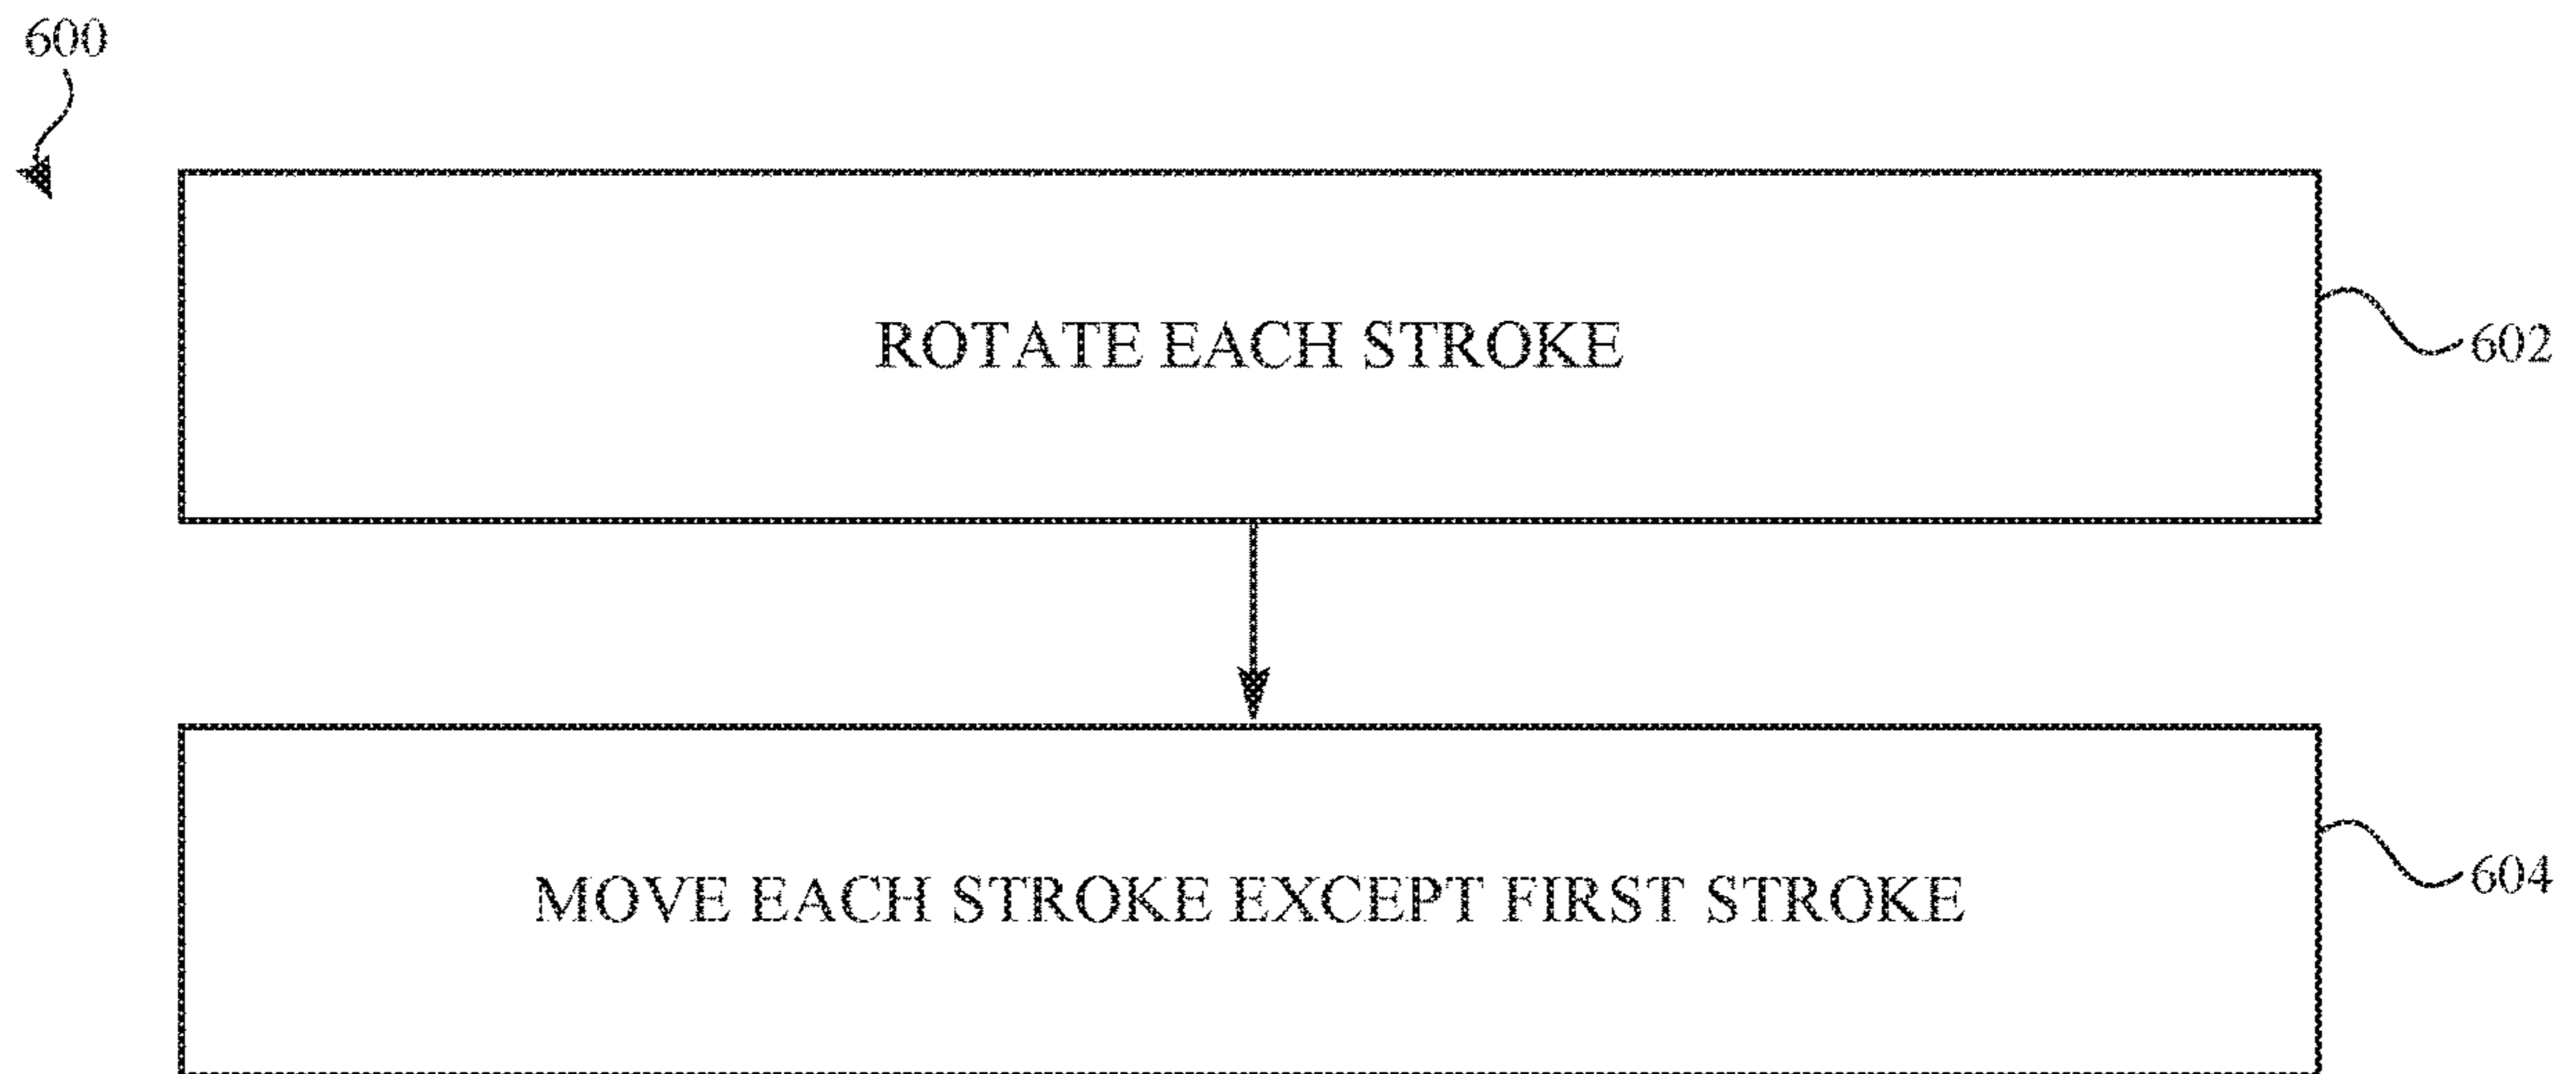 600
ROTATE EACH STROKE
602
MOVE EACH STROKE EXCEPT FIRST STROKE
604